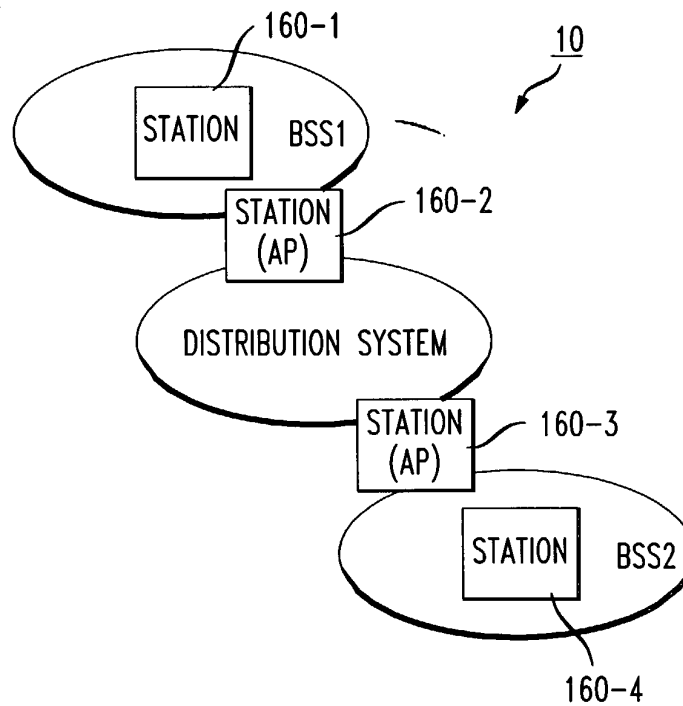 160-1
10
STATION
BSS1
STATION
(AP)
160-2
DISTRIBUTION SYSTEM
STATION
(AP)
160-3
STATION
BSS2
160-4